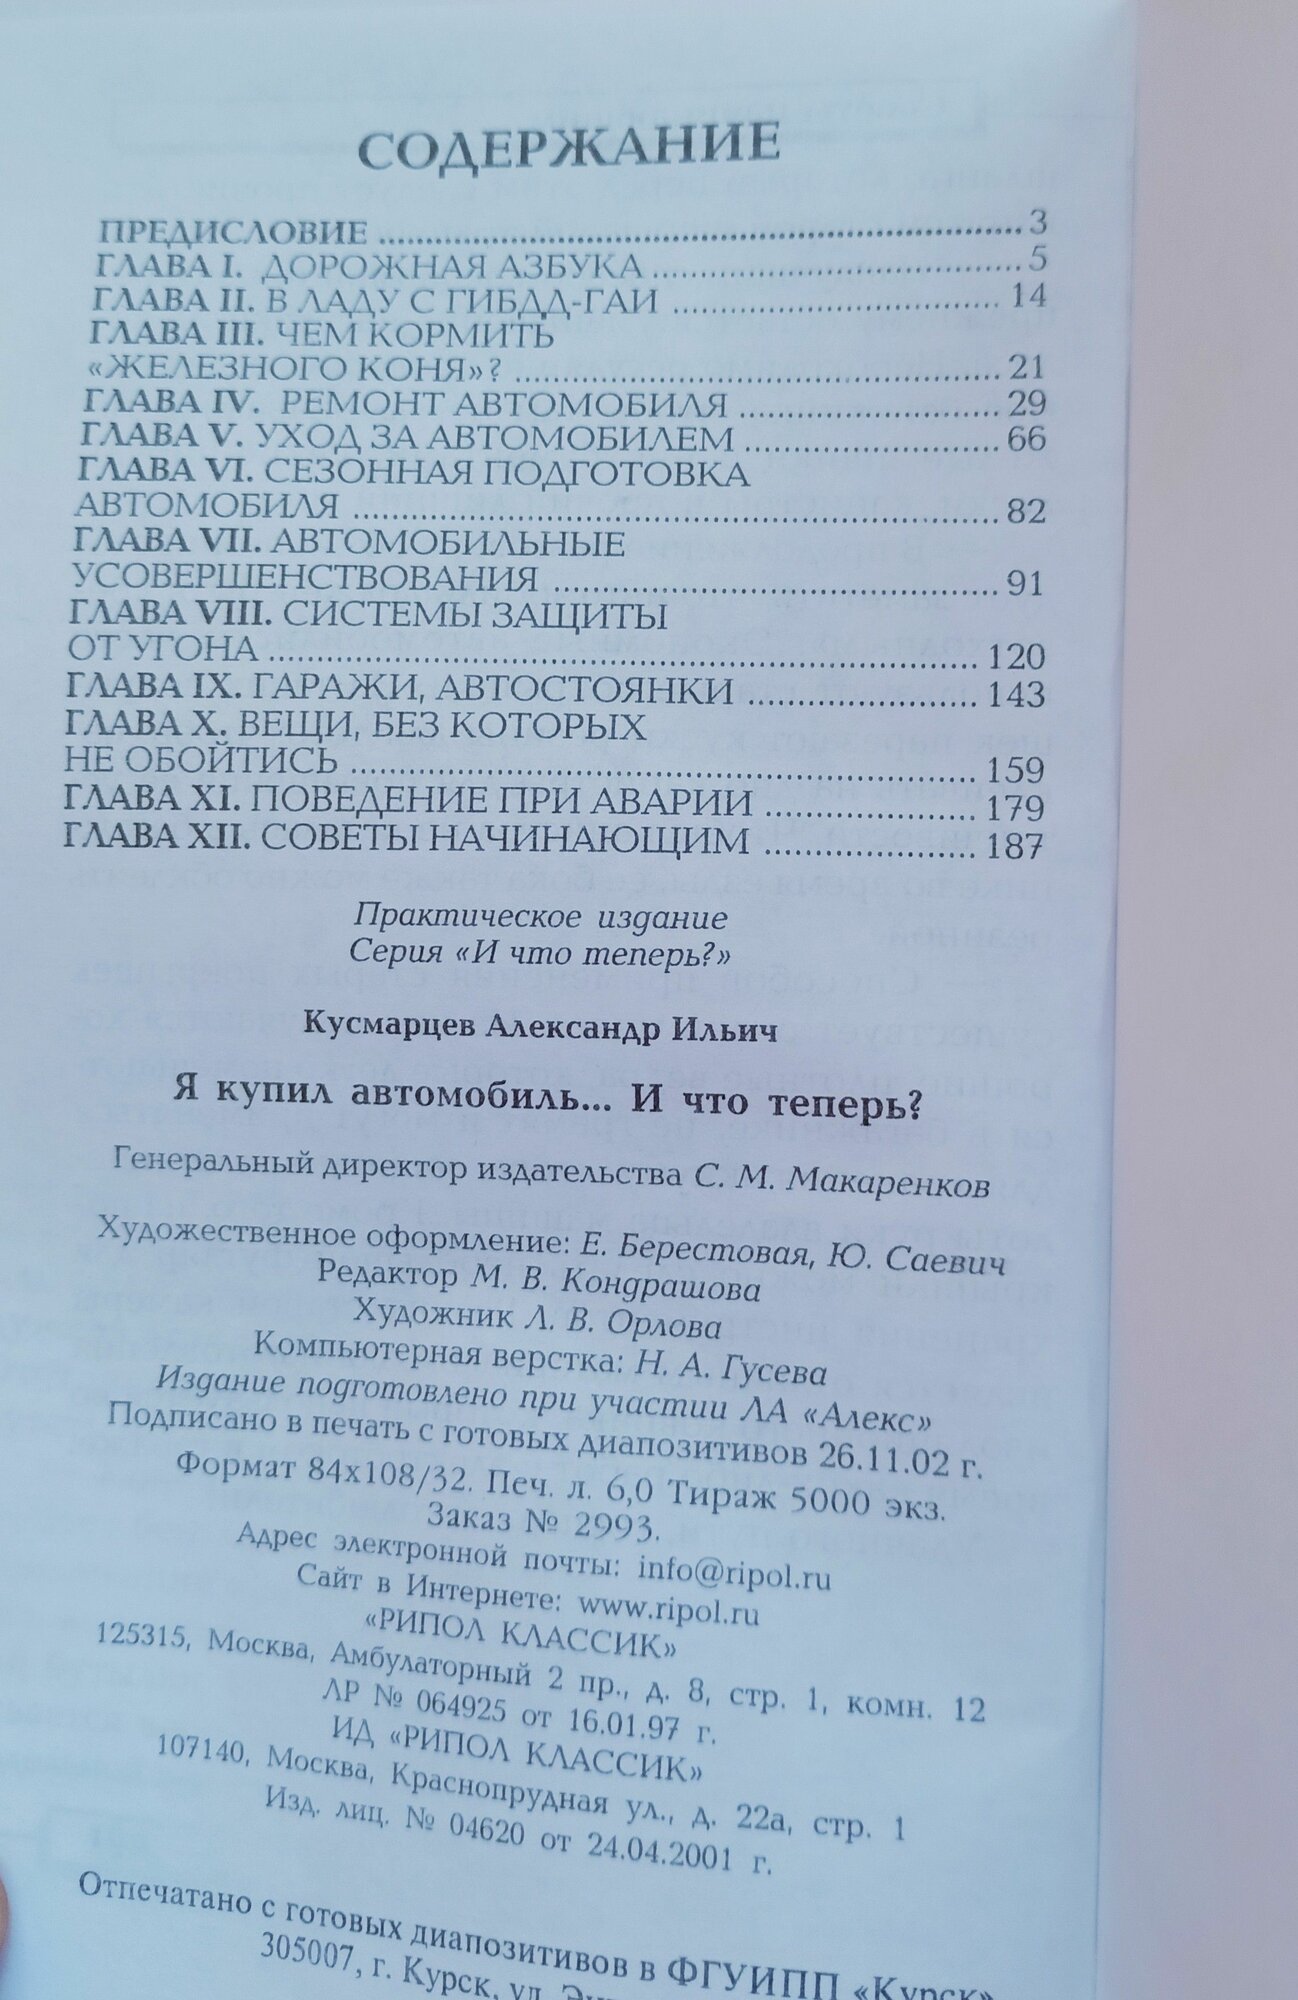 СОДЕРЖАНИЕ
ПРЕДИСЛОВИЕ ........ 3
ГЛАВА I. ДОРОЖНАЯ АЗБУКА ........ 5
ГЛАВА II. В ЛАДУ С ГИБДД-ГАИ ........ 14
ГЛАВА III. ЧЕМ КОРМИТЬ
«ЖЕЛЕЗНОГО КОНЯ»? ........ 21
ГЛАВА IV. РЕМОНТ АВТОМОБИЛЯ ........ 29
ГЛАВА V. УХОД ЗА АВТОМОБИЛЕМ ........ 66
ГЛАВА VI. СЕЗОННАЯ ПОДГОТОВКА
АВТОМОБИЛЯ ........ 82
ГЛАВА VII. АВТОМОБИЛЬНЫЕ
УСОВЕРШЕНСТВОВАНИЯ ........ 91
ГЛАВА VIII. СИСТЕМЫ ЗАЩИТЫ
ОТ УГОНА ........ 120
ГЛАВА IX. ГАРАЖИ, АВТОСТОЯНКИ ........ 143
ГЛАВА X. ВЕЩИ, БЕЗ КОТОРЫХ
НЕ ОБОЙТИСЬ ........ 159
ГЛАВА XI. ПОВЕДЕНИЕ ПРИ АВАРИИ ........ 179
ГЛАВА XII. СОВЕТЫ НАЧИНАЮЩИМ ........ 187
Практическое издание
Серия «И что теперь?»
Кусмарцев Александр Ильич
Я купил автомобиль... И что теперь?
Генеральный директор издательства С. М. Макаренков
Художественное оформление: Е. Берестовая, Ю. Саевич
Редактор М. В. Кондрашова
Художник Л. В. Орлова
Компьютерная верстка: Н. А. Гусева
Издание подготовлено при участии ЛА «Алекс»
Подписано в печать с готовых диапозитивов 26.11.02 г.
Формат 84х108/32. Печ. л. 6,0 Тираж 5000 экз.
Заказ № 2993.
Адрес электронной почты: info@ripol.ru
Сайт в Интернете: www.ripol.ru
«РИПОЛ КЛАССИК»
125315, Москва, Амбулаторный 2 пр., д. 8, стр. 1, комн. 12
ЛР № 064925 от 16.01.97 г.
ИД «РИПОЛ КЛАССИК»
107140, Москва, Краснопрудная ул., д. 22а, стр. 1
Изд. лиц. № 04620 от 24.04.2001 г.
Отпечатано с готовых диапозитивов в ФГУИПП «Курск»
305007, г. Курск, ул.